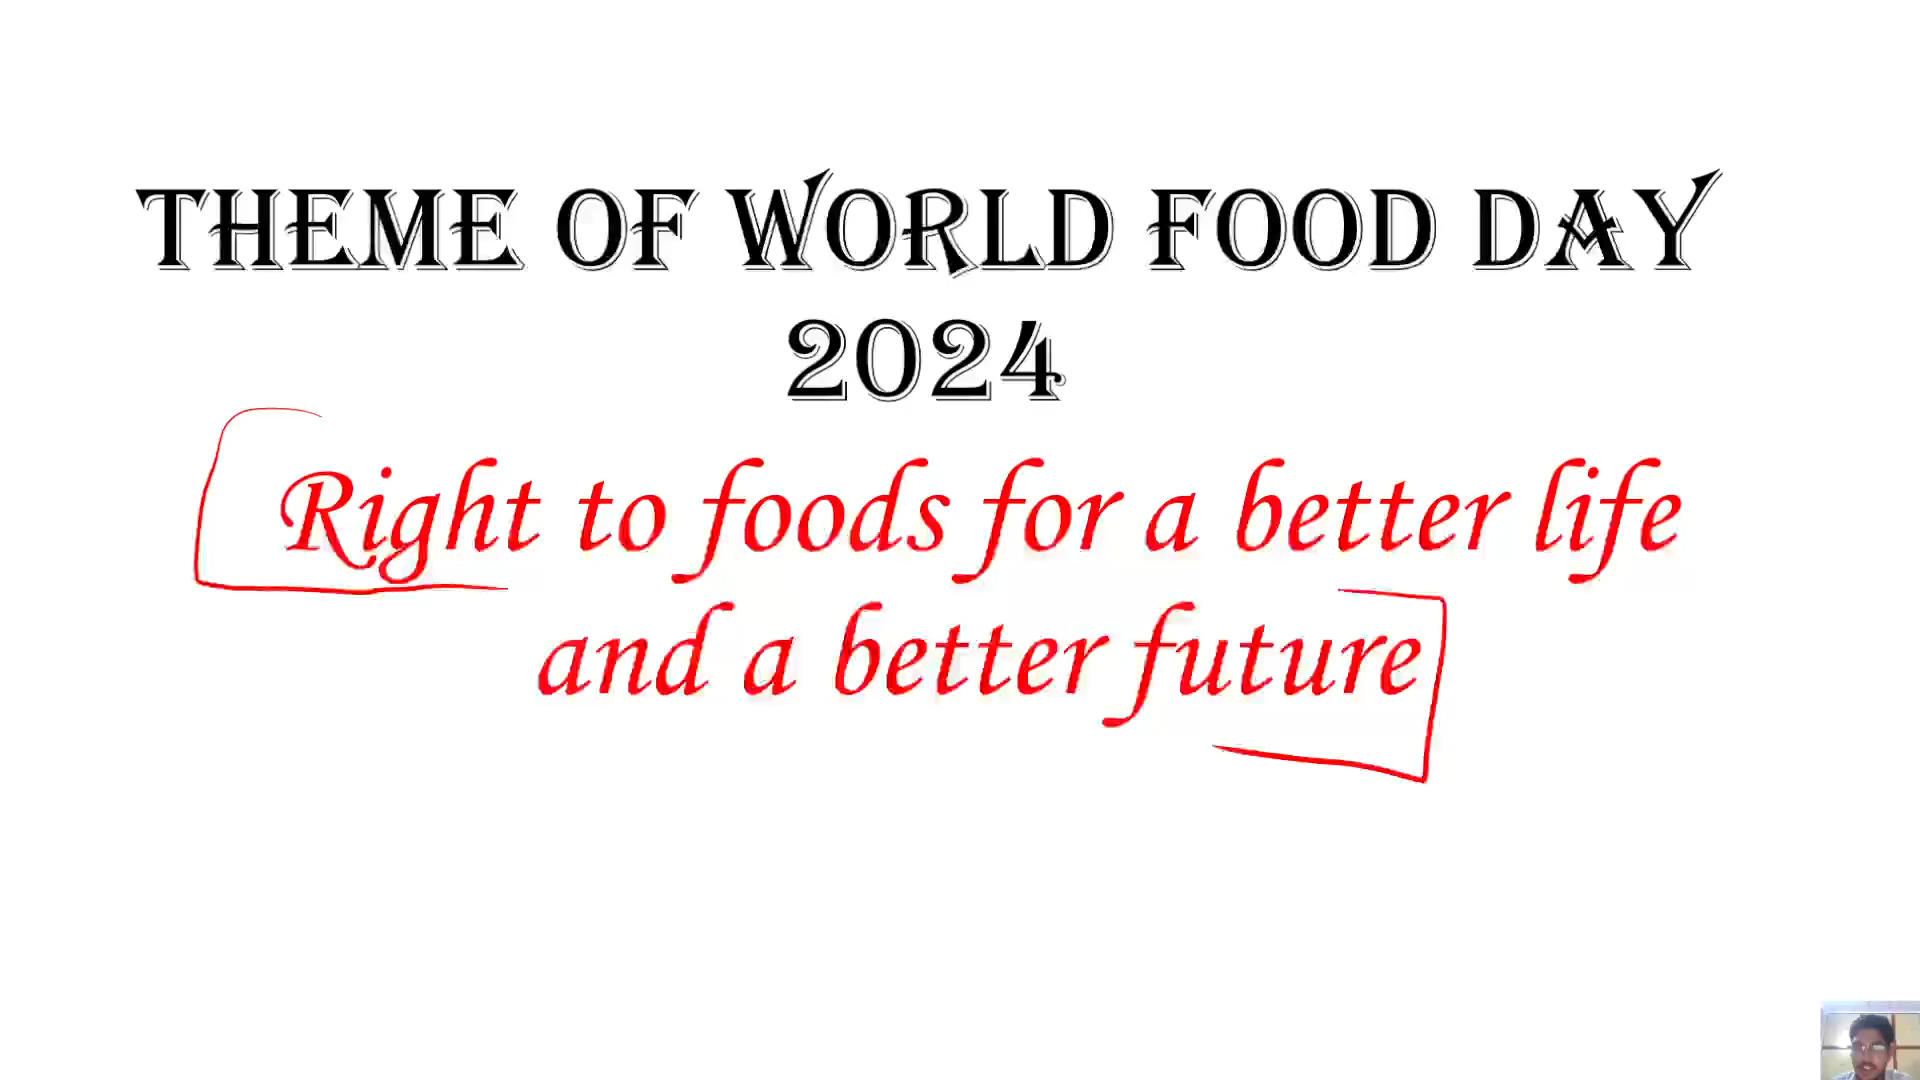 THEME OF WORLD FOOD DAY
2024
Right to foods for a better life
and a better future